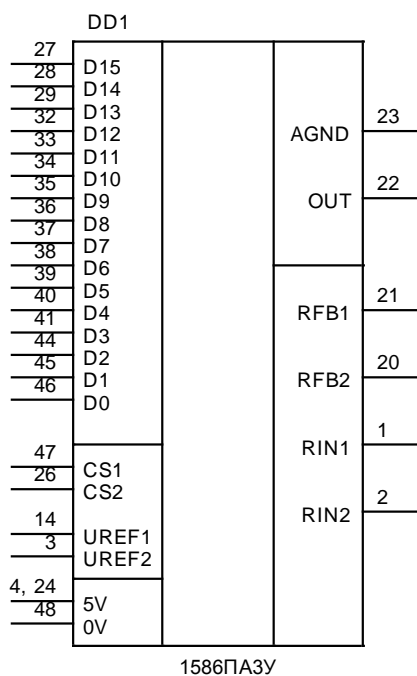 DD1
27 D15
28 D14
29 D13
32 D12
33 D11
34 D10
35 D9
36 D8
37 D7
38 D6
39 D5
40 D4
41 D3
44 D2
45 D1
46 D0
47 CS1
26 CS2
14 UREF1
3 UREF2
4, 24 5V
48 0V
AGND 23
OUT 22
RFB1 21
RFB2 20
RIN1 1
RIN2 2
1586ПА3У